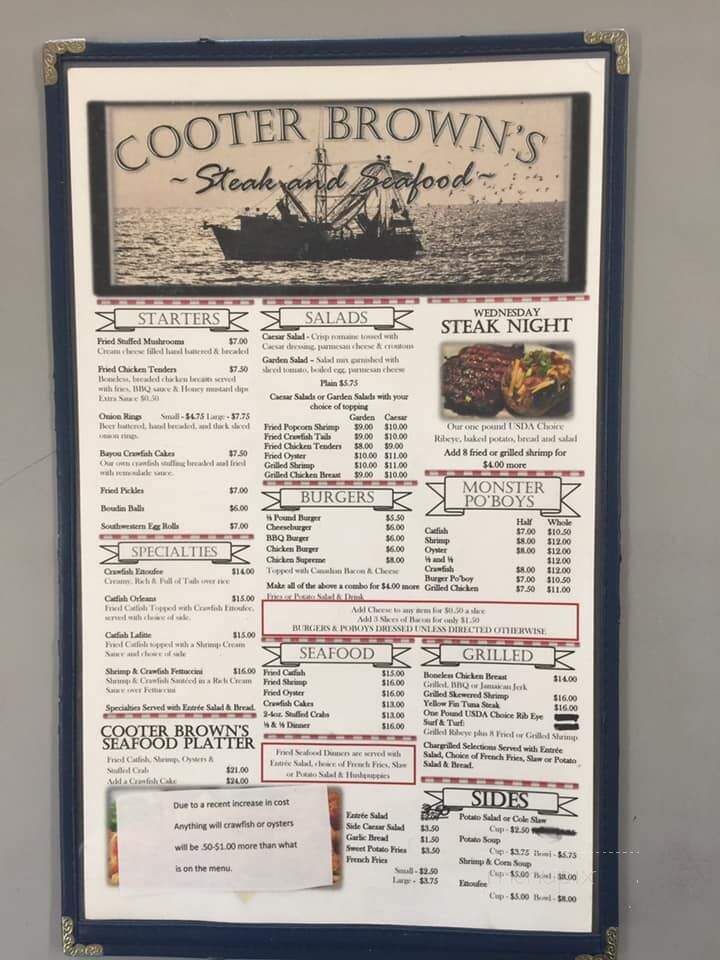 COOTER BROWN'S
~Steak and Seafood~
STARTERS
Fried Stuffed Mushrooms $7.00
Cream cheese filled hand battered & breaded
Fried Chicken Tenders $7.50
Boneless, breaded chicken breasts served
with fries, BBQ sauce & Honey mustard dips
Extra Sauce $0.50
Onion Rings Small - $4.75 Large - $7.75
Beer battered, hand breaded, and thick sliced
onion rings.
Bayou Crawfish Cakes $7.50
Our own crawfish stuffing breaded and fried
with remoulade sauce.
Fried Pickles $7.00
Boudin Balls $6.00
Southwestern Egg Rolls $7.00
SPECIALTIES
Crawfish Etouffee $14.00
Creamy, Rich & Full of Tails over rice
Catfish Orleans $15.00
Fried Catfish Topped with Crawfish Etouffee,
served with choice of side.
Catfish Lafitte $15.00
Fried Catfish topped with a Shrimp Cream
Sauce and choice of side
Shrimp & Crawfish Fettuccini $16.00
Shrimp & Crawfish Sautéed in a Rich Cream
Sauce over Fettuccini
Specialties Served with Entrée Salad & Bread.
COOTER BROWN'S
SEAFOOD PLATTER
Fried Catfish, Shrimp, Oysters &
Stuffed Crab $21.00
Add a Crawfish Cake $24.00
Due to a recent increase in cost
Anything will crawfish or oysters
will be .50-$1.00 more than what
is on the menu.
SALADS
Caesar Salad - Crisp romaine tossed with
Caesar dressing, parmesan cheese & croutons
Garden Salad - Salad mix garnished with
sliced tomato, boiled egg, parmesan cheese
Plain $5.75
Caesar Salads or Garden Salads with your
choice of topping
Garden Caesar
Fried Popcorn Shrimp $9.00 $10.00
Fried Crawfish Tails $9.00 $10.00
Fried Chicken Tenders $8.00 $9.00
Fried Oyster $10.00 $11.00
Grilled Shrimp $10.00 $11.00
Grilled Chicken Breast $9.00 $10.00
BURGERS
Pound Burger $5.50
Cheeseburger $6.00
BBQ Burger $6.00
Chicken Burger $6.00
Chicken Supreme $8.00
Topped with Canadian Bacon & Cheese
Make all of the above a combo for $4.00 more
Fries or Potato Salad & Drink
Add Cheese to any item for $0.50 a slice
Add 3 Slices of Bacon for only $1.50
BURGERS & POBOYS DRESSED UNLESS DIRECTED OTHERWISE
SEAFOOD
Fried Catfish $15.00
Fried Shrimp $16.00
Fried Oyster $16.00
Crawfish Cakes $13.00
2-4oz. Stuffed Crabs $13.00
½ & ½ Dinner $16.00
Fried Seafood Dinners are served with
Entrée Salad, choice of French Fries, Slaw
or Potato Salad & Hushpuppies
Entrée Salad
Side Caesar Salad $3.50
Garlic Bread $1.50
Sweet Potato Fries $3.50
French Fries
Small - $2.50
Large - $3.75
WEDNESDAY
STEAK NIGHT
Our one pound USDA Choice
Ribeye, baked potato, bread and salad
Add 8 fried or grilled shrimp for
$4.00 more
MONSTER
PO'BOYS
Half Whole
Catfish $7.00 $10.50
Shrimp $8.00 $12.00
Oyster $8.00 $12.00
½ and ½ $12.00
Crawfish $8.00 $12.00
Burger Po'boy $7.00 $10.50
Grilled Chicken $7.50 $11.00
GRILLED
Boneless Chicken Breast $14.00
Grilled, BBQ or Jamaican Jerk
Grilled Skewered Shrimp $16.00
Yellow Fin Tuna Steak $16.00
One Pound USDA Choice Rib Eye
Surf & Turf:
Grilled Ribeye plus 8 Fried or Grilled Shrimp
Chargrilled Selections Served with Entrée
Salad, Choice of French Fries, Slaw or Potato
Salad & Bread.
SIDES
Potato Salad or Cole Slaw
Cup - $2.50
Potato Soup
Cup - $3.75 Bowl - $5.75
Shrimp & Corn Soup
Cup - $5.00 Bowl - $8.00
Etouffee
Cup - $5.00 Bowl - $8.00